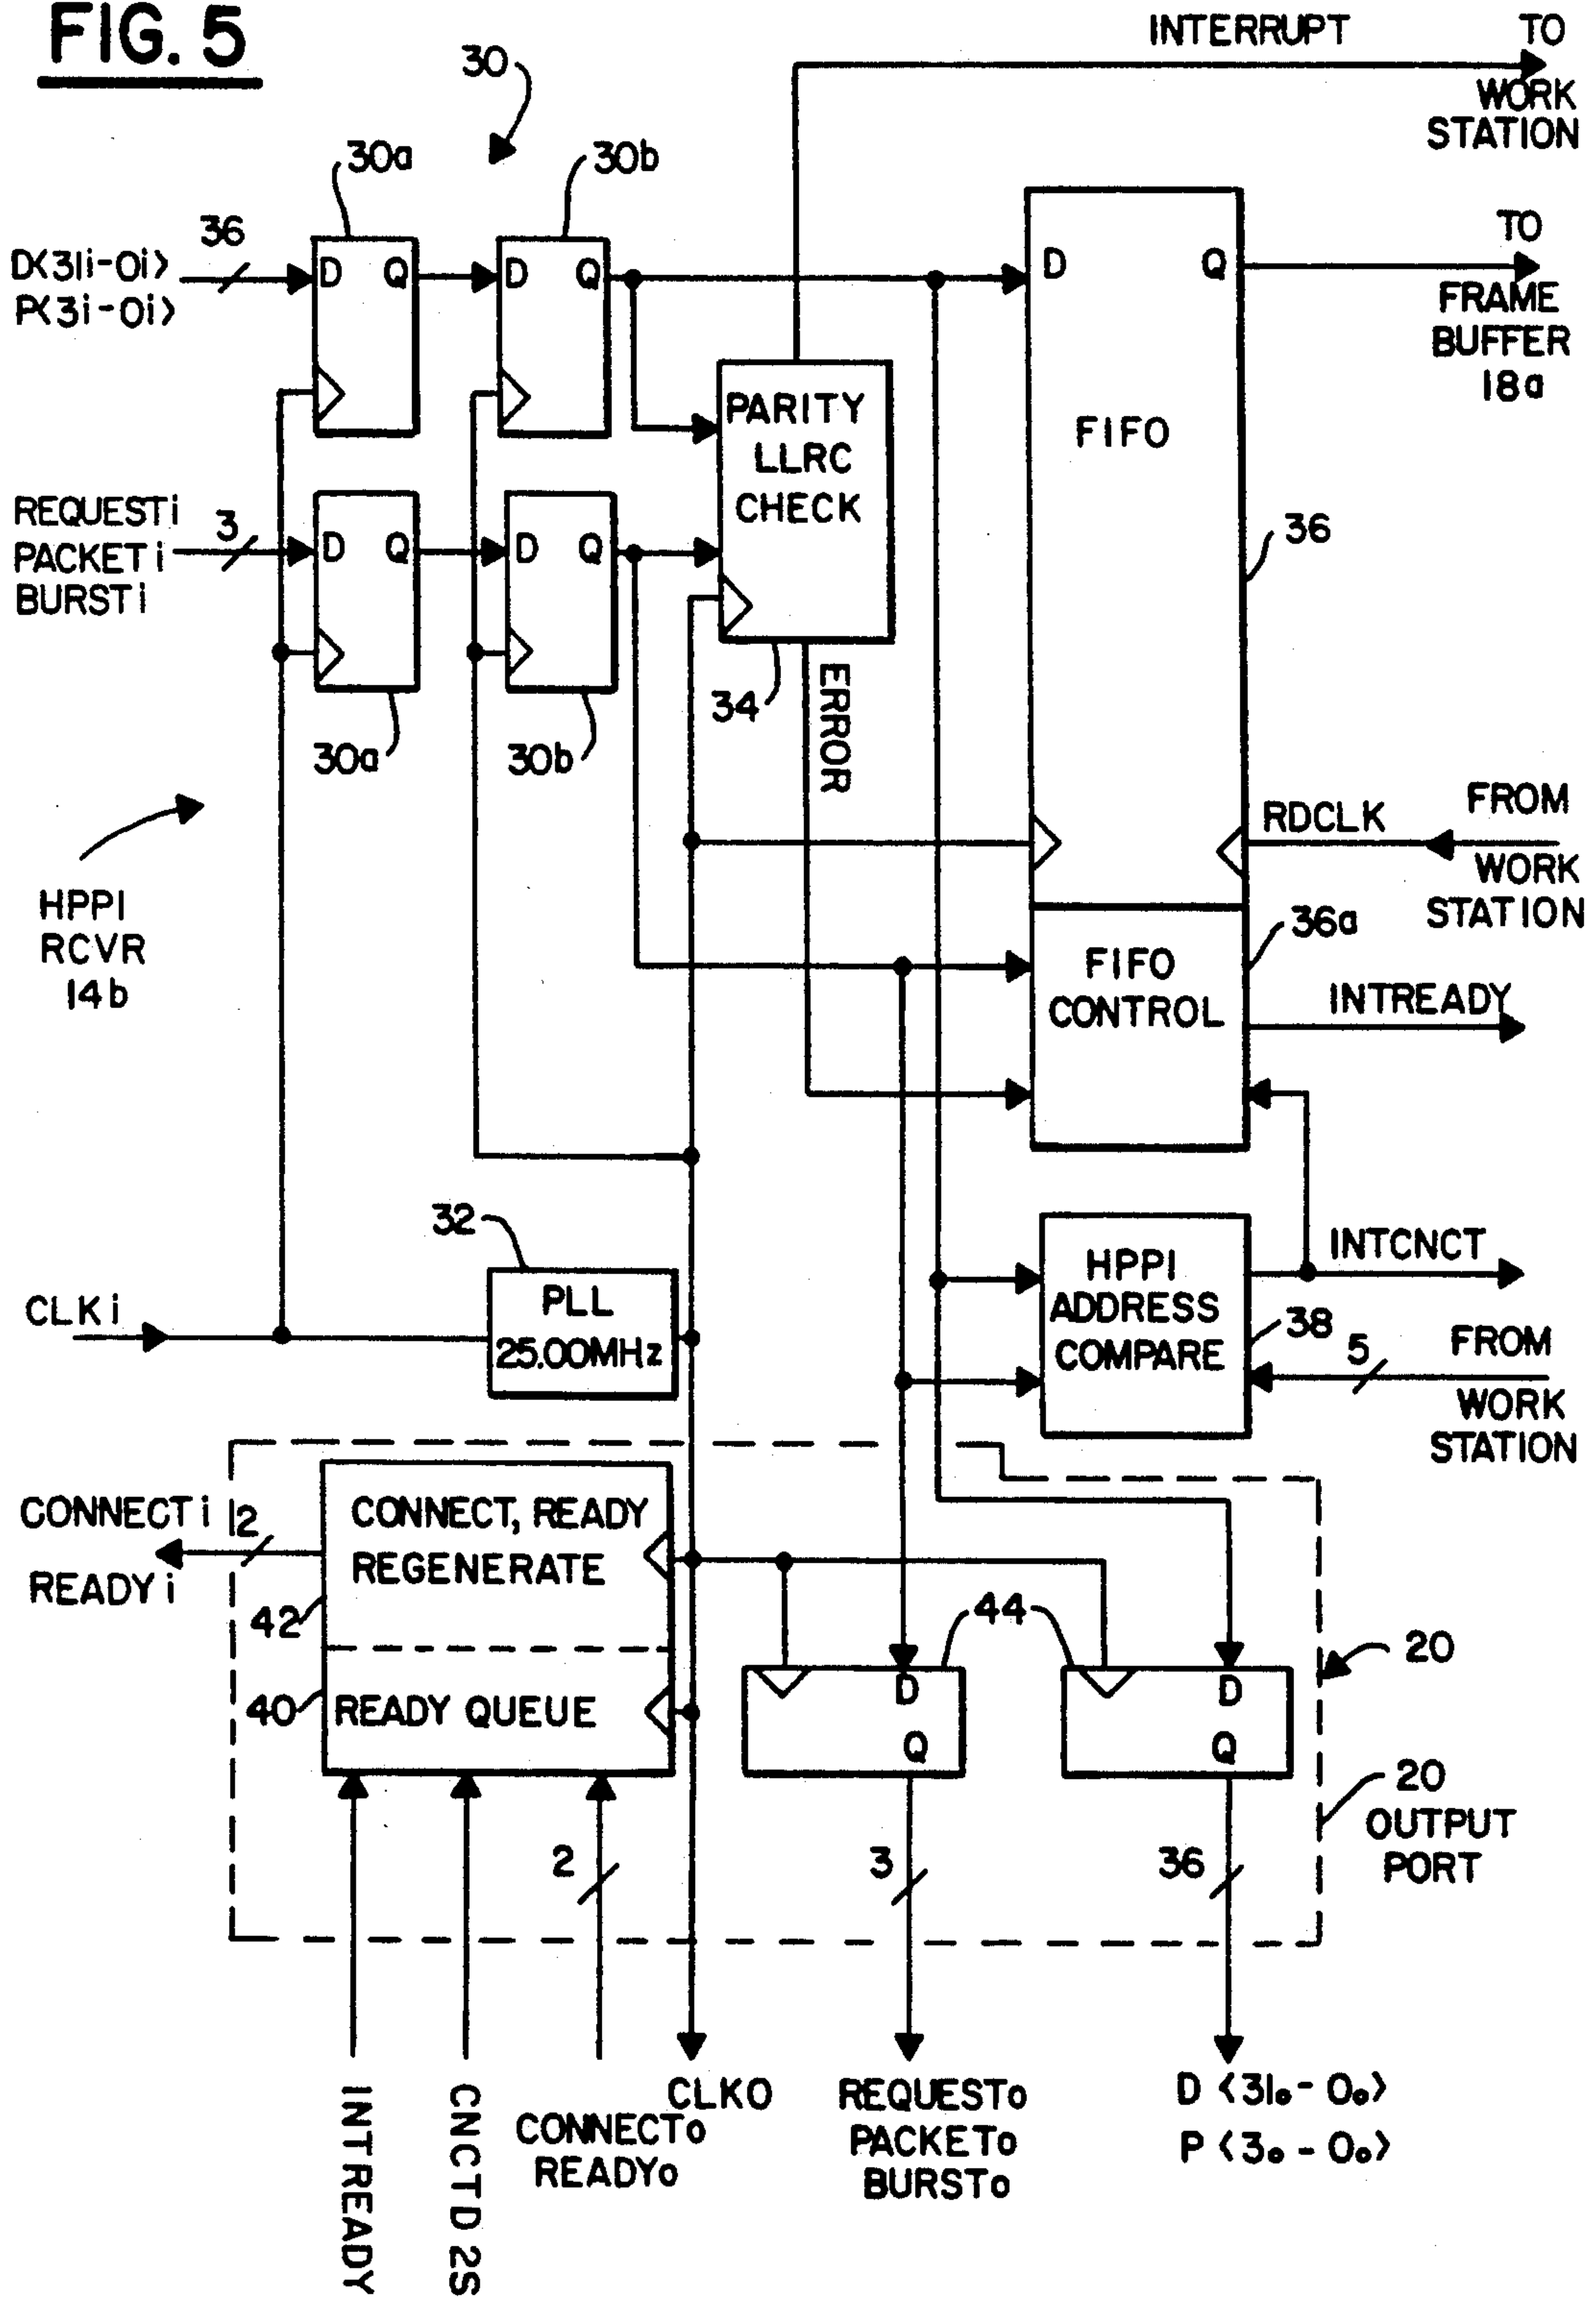 FIG. 5
INTERRUPT
TO
WORK
STATION
30
30a
30b
36
D<31i-0i>
P<3i-0i>
D Q
D Q
D
Q
TO
FRAME
BUFFER
18a
PARITY
LLRC
CHECK
FIFO
REQUESTi
PACKETi
BURSTi
3
D Q
D Q
36
34
ERROR
30a
30b
RDCLK
FROM
WORK
STATION
HPPI
RCVR
14b
36a
FIFO
CONTROL
INTREADY
32
PLL
25.00MHz
CLKi
HPPI
ADDRESS
COMPARE
INTCNCT
38
5
FROM
WORK
STATION
CONNECTi
READYi
2
CONNECT, READY
REGENERATE
42
40
READY QUEUE
44
D
Q
D
Q
20
20
OUTPUT
PORT
2
3
36
INTREADY
CNCTD2S
CONNECTo
READYo
CLKO
REQUESTo
PACKETo
BURSTo
D <31o-0o>
P <3o-0o>